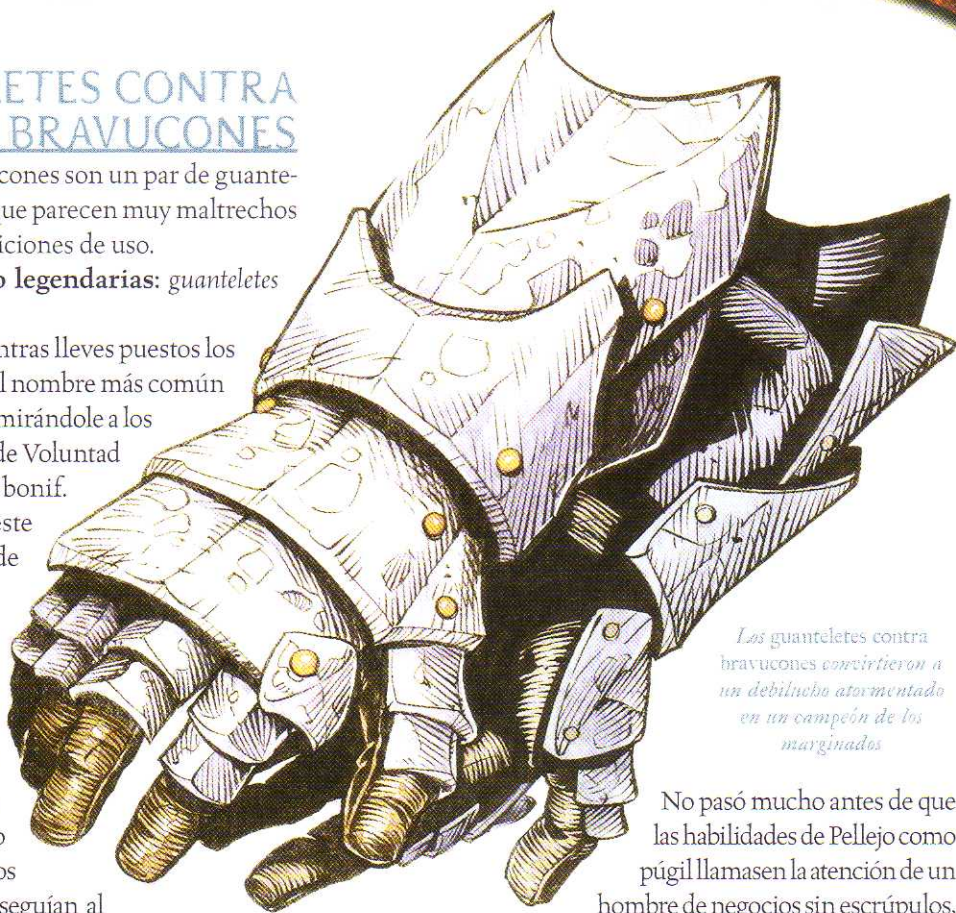 ETES CONTRA
BRAVUCONES
cones son un par de guante-
que parecen muy maltrechos
iciones de uso.
o legendarias: guanteletes
ntras lleves puestos los
l nombre más común
mirándole a los
de Voluntad
bonif.
este
de
o
os
seguían al
Los guanteletes contra
bravucones convirtieron a
un debilucho atormentado
en un campeón de los
marginados
No pasó mucho antes de que
las habilidades de Pellejo como
púgil llamasen la atención de un
hombre de negocios sin escrúpulos,